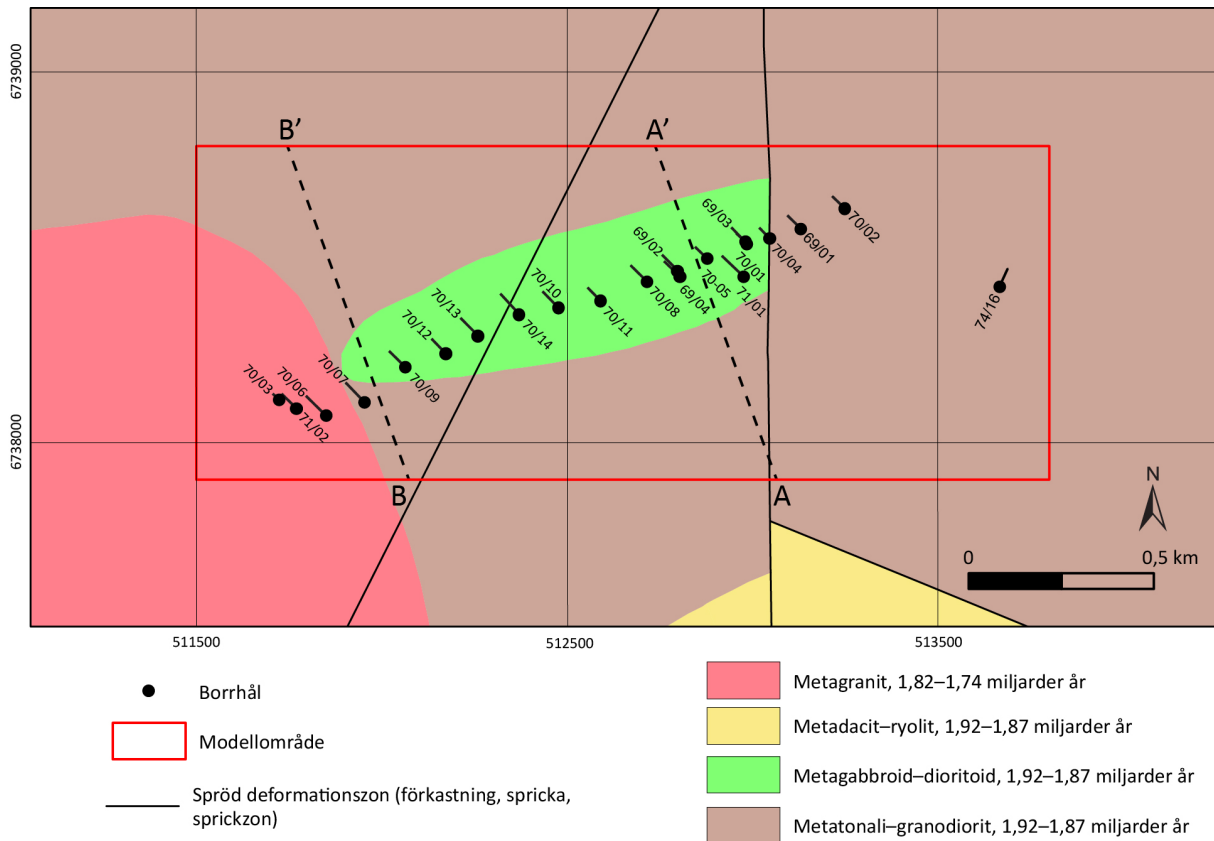 6739000
6738000
B’
A’
69/03
70/02
69/01
70/04
70/01
69/02
70-05
71/01
74/16
70/10
69/04
70/08
70/13
70/11
70/12
70/14
70/07
70/09
70/06
70/03
71/02
B
A
N
0
0,5 km
511500
512500
513500
Borrhål
Modellområde
Spröd deformationszon (förkastning, spricka,
sprickzon)
Metagranit, 1,82–1,74 miljarder år
Metadacit–ryolit, 1,92–1,87 miljarder år
Metagabbroid–dioritoid, 1,92–1,87 miljarder år
Metatonali–granodiorit, 1,92–1,87 miljarder år